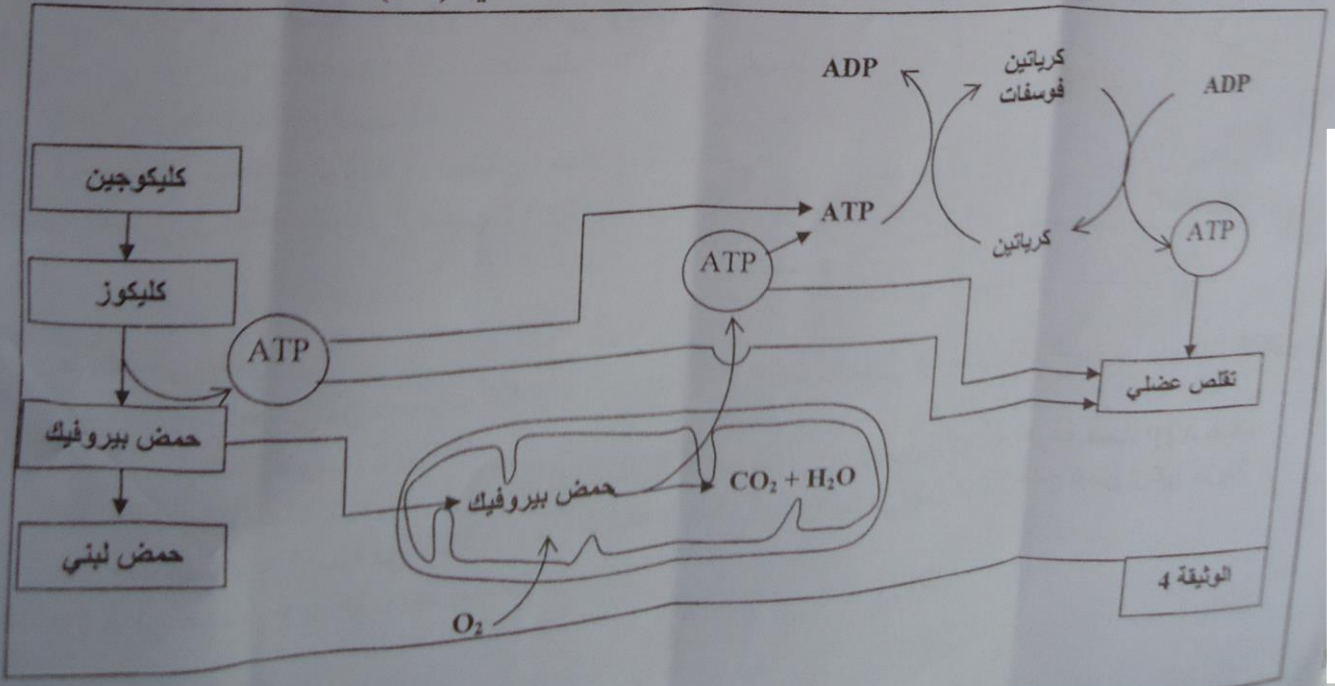 ADP
كرياتين
فوسفات
ADP
كليكوجين
ATP
كرياتين
ATP
ATP
كليكوز
ATP
تقلص عضلي
حمض بيروفيك
حمض بيروفيك
CO₂ + H₂O
حمض لبني
الوثيقة 4
O₂